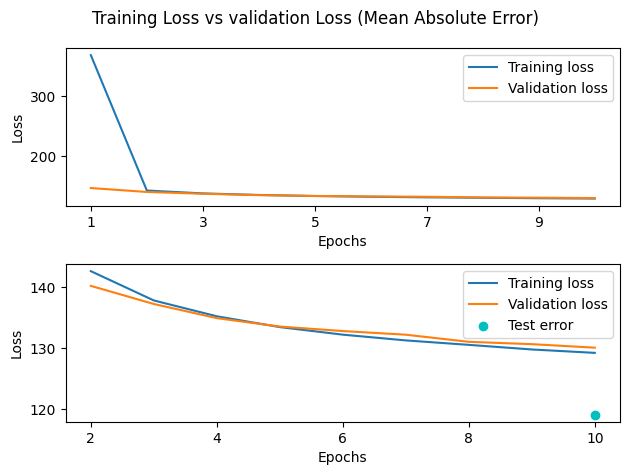 Training Loss vs validation Loss (Mean Absolute Error)
300
200
Loss
Training loss
Validation loss
1 3 5 7 9
Epochs
140
130
120
Loss
Training loss
Validation loss
Test error
2 4 6 8 10
Epochs